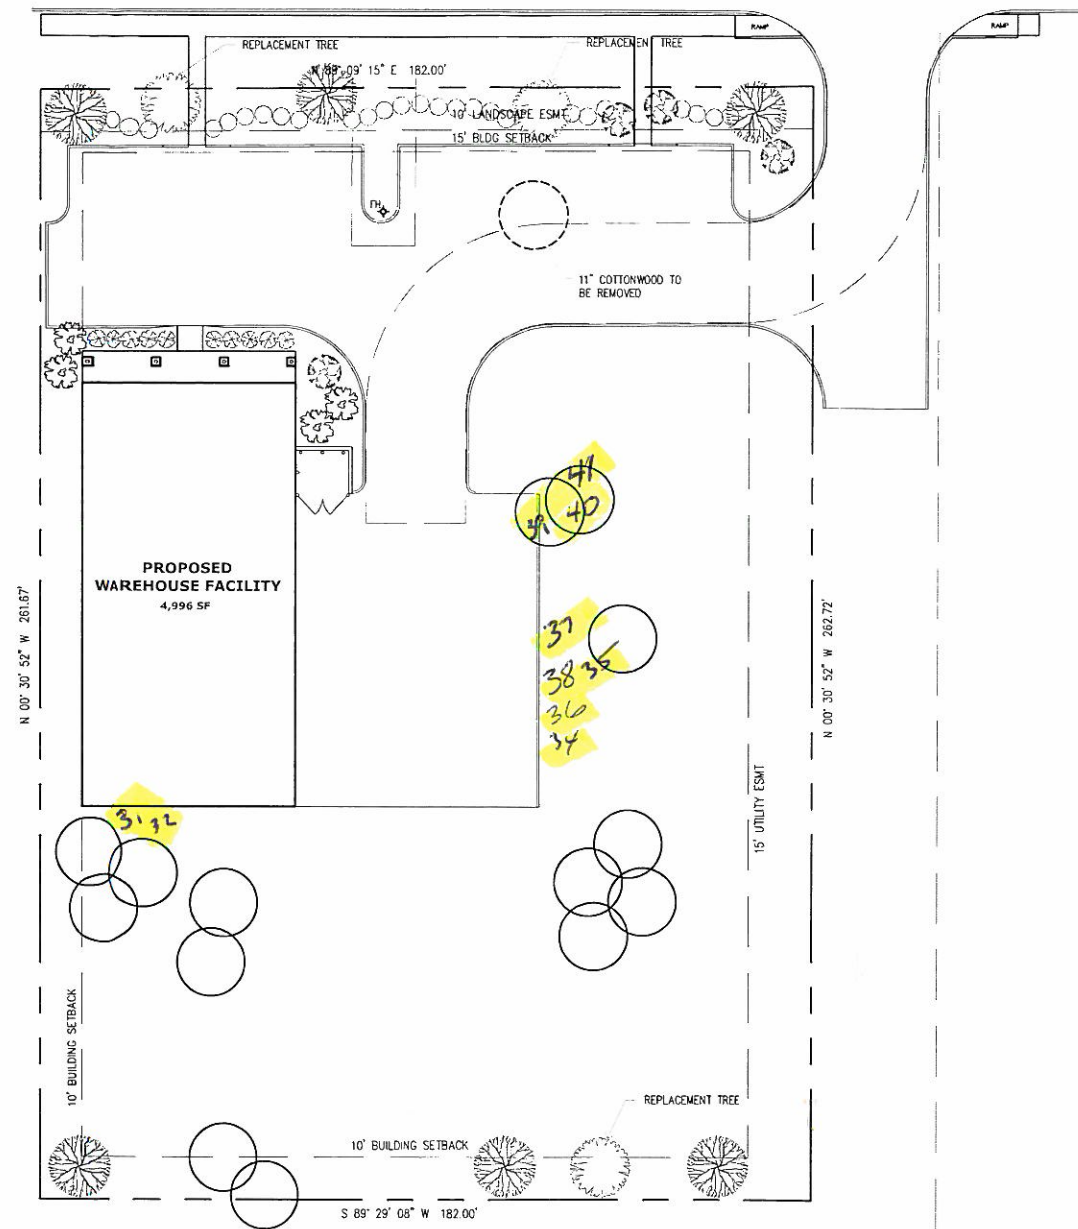 RAMP
RAMP
REPLACEMENT TREE
REPLACEMEN TREE
N 89° 09' 15" E 182.00'
10' LANDSCAPE ESMT
15' BLDG SETBACK
FH
11" COTTONWOOD TO
BE REMOVED
41
40
39
PROPOSED
WAREHOUSE FACILITY
4,996 SF
N 00° 30' 52" W 261.67'
N 00° 30' 52" W 262.72'
37
38 35
36
34
31 32
15' UTILITY ESMT
10' BUILDING SETBACK
REPLACEMENT TREE
10' BUILDING SETBACK
S 89° 29' 08" W 182.00'